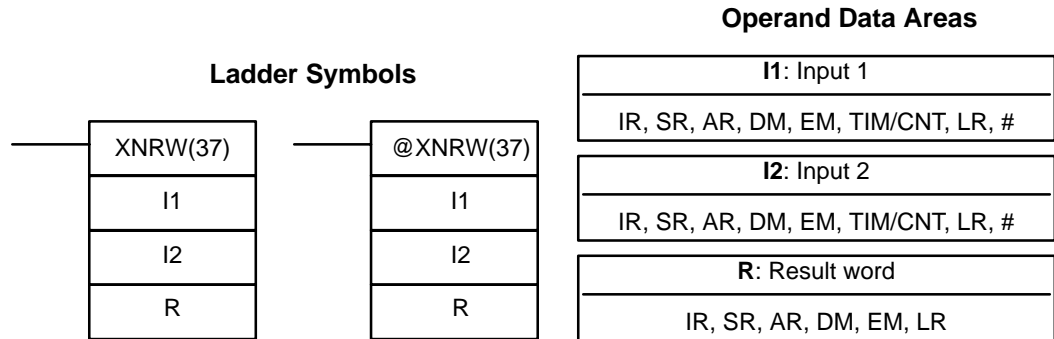 Operand Data Areas
Ladder Symbols
I1: Input 1
IR, SR, AR, DM, EM, TIM/CNT, LR, #
I2: Input 2
IR, SR, AR, DM, EM, TIM/CNT, LR, #
R: Result word
IR, SR, AR, DM, EM, LR
XNRW(37)
I1
I2
R
@XNRW(37)
I1
I2
R